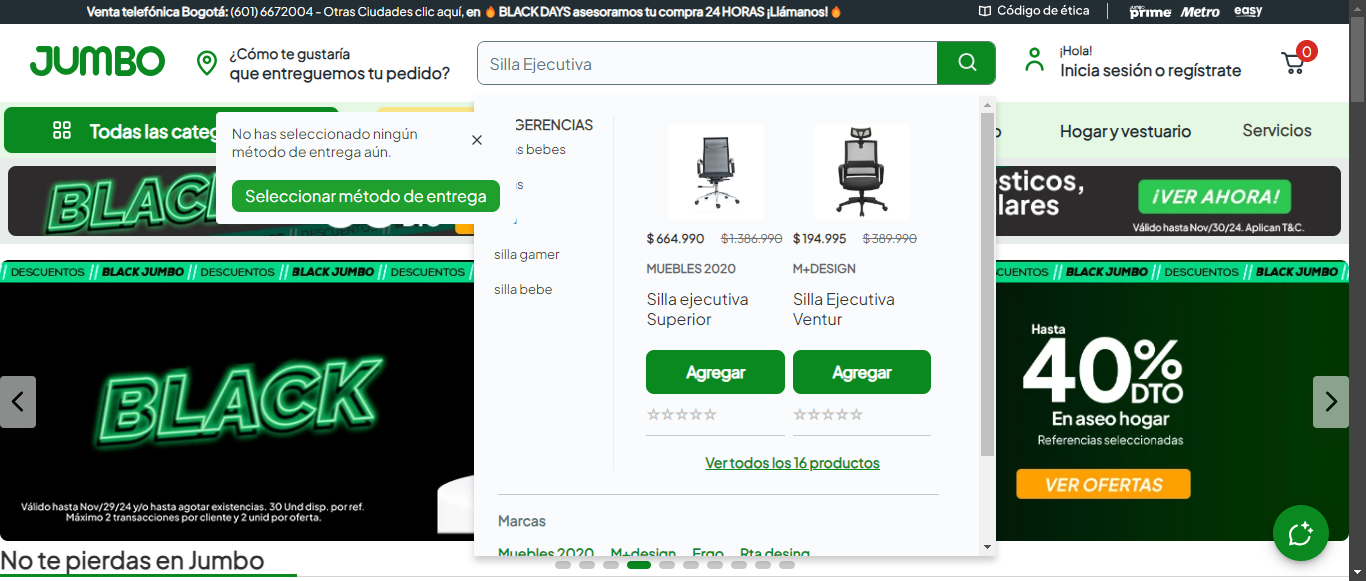 Venta telefónica Bogotá: (601) 6672004 - Otras Ciudades clic aquí, en 🔥 BLACK DAYS asesoramos tu compra 24 HORAS ¡Llámanos!🔥
Código de ética
JUMBO prime
Metro
easy
JUMBO
¿Cómo te gustaría
que entreguemos tu pedido?
Silla Ejecutiva
¡Hola!
Inicia sesión o regístrate
0
Todas las categ
Hogar y vestuario
Servicios
No has seleccionado ningún
método de entrega aún.
Seleccionar método de entrega
GERENCIAS
bebes
silla gamer
silla bebe
$ 664.990
$ 1.386.990
MUEBLES 2020
Silla ejecutiva
Superior
Agregar
$ 194.995
$ 389.990
M+DESIGN
Silla Ejecutiva
Ventur
Agregar
Ver todos los 16 productos
Marcas
Muebles 2020
M+design
Ergo
Rta desing
BLACK
DESCUENTOS
sticos,
lares
¡VER AHORA!
Válido hasta Nov/30/24. Aplican T&C.
DESCUENTOS // BLACK JUMBO // DESCUENTOS // BLACK JUMBO // DESCUENTOS //
CUENTOS // BLACK JUMBO // DESCUENTOS // BLACK JUMBO //
BLACK
Válido hasta Nov/29/24 y/o hasta agotar existencias. 30 Und disp. por ref.
Máximo 2 transacciones por cliente y 2 unid por oferta.
Hasta
40% DTO
En aseo hogar
Referencias seleccionadas
VER OFERTAS
No te pierdas en Jumbo